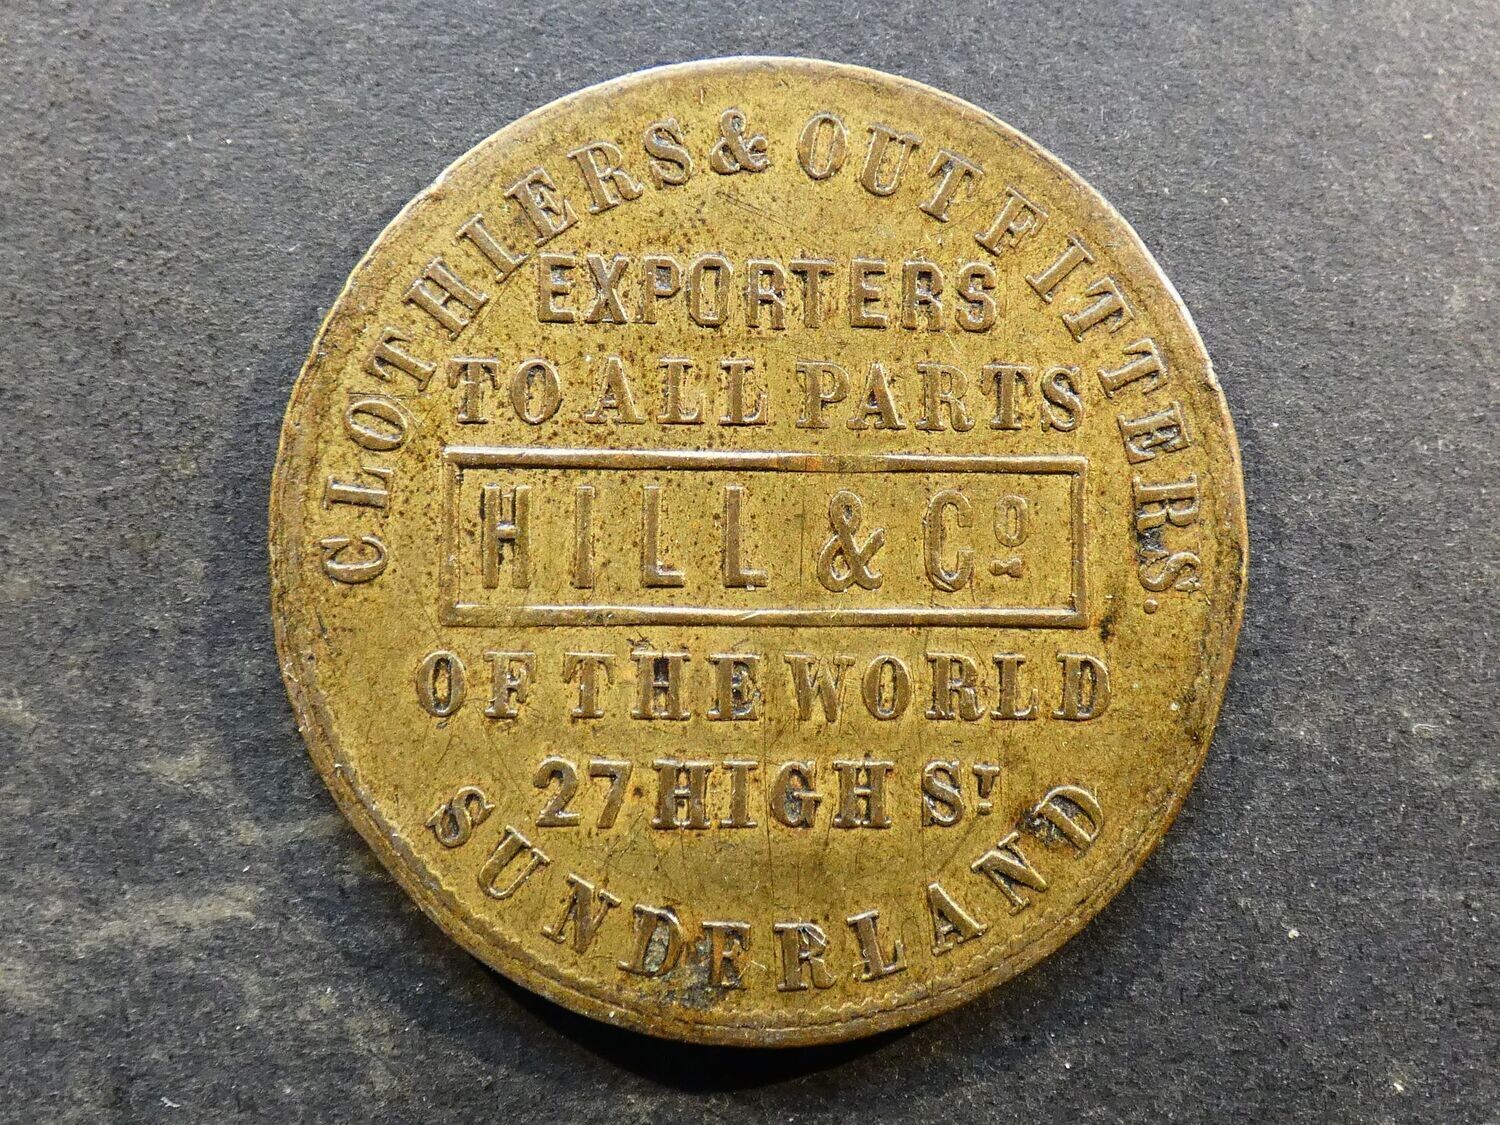 CLOTHIERS & OUTFITTERS.
EXPORTERS
TO ALL PARTS
HILL & Cº
OF THE WORLD
27 HIGH ST
SUNDERLAND